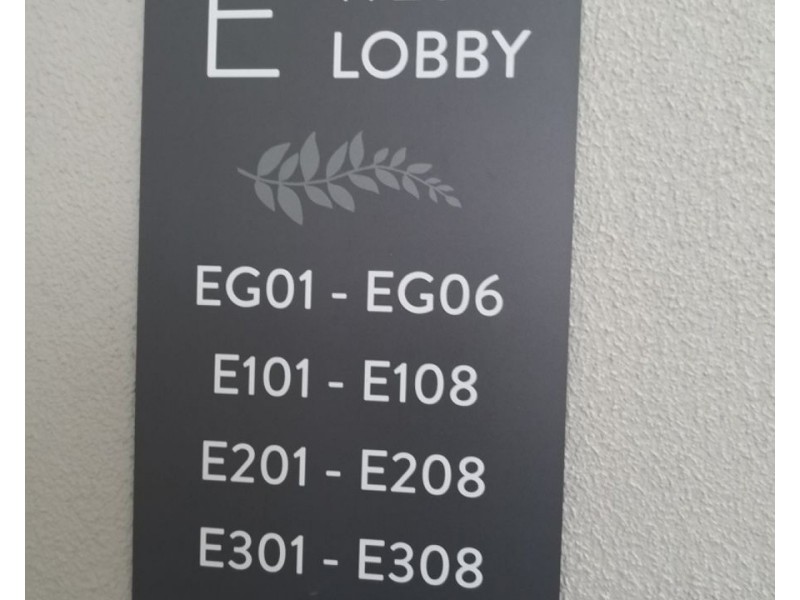 E
LOBBY
EG01 - EG06
E101 - E108
E201 - E208
E301 - E308